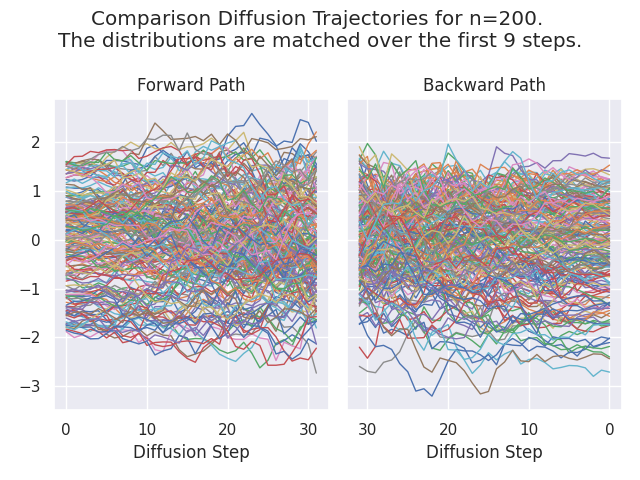 Comparison Diffusion Trajectories for n=200.
The distributions are matched over the first 9 steps.
Forward Path
Backward Path
2
1
0
−1
−2
−3
0 10 20 30
30 20 10 0
Diffusion Step
Diffusion Step